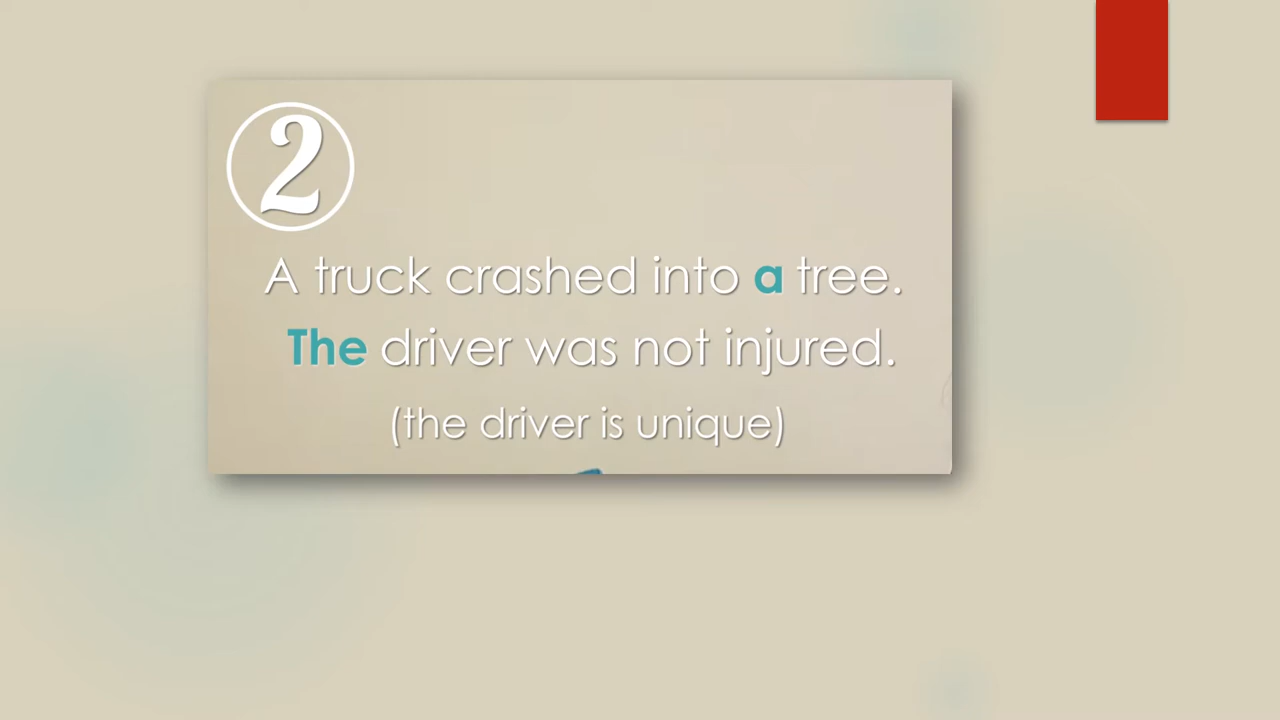 2
A truck crashed into a tree.
The driver was not injured.
(the driver is unique)